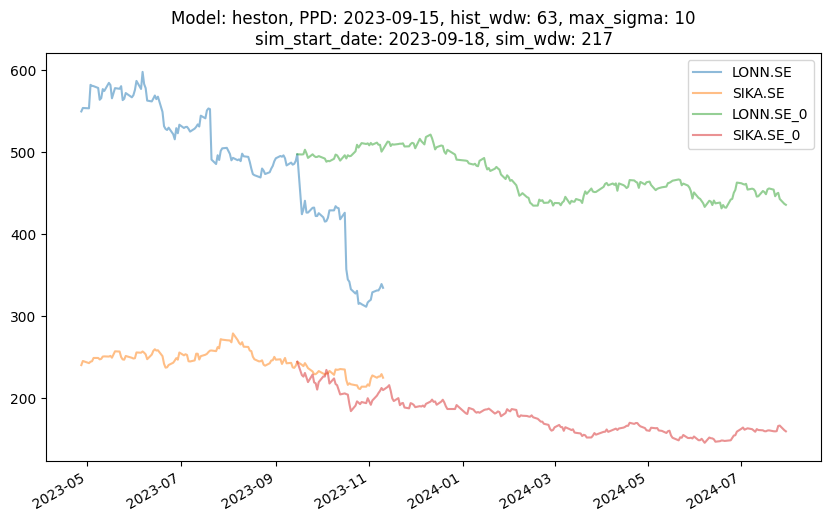 Model: heston, PPD: 2023-09-15, hist_wdw: 63, max_sigma: 10
sim_start_date: 2023-09-18, sim_wdw: 217
LONN.SE
SIKA.SE
LONN.SE_0
SIKA.SE_0
600
500
400
300
200
2023-05
2023-07
2023-09
2023-11
2024-01
2024-03
2024-05
2024-07